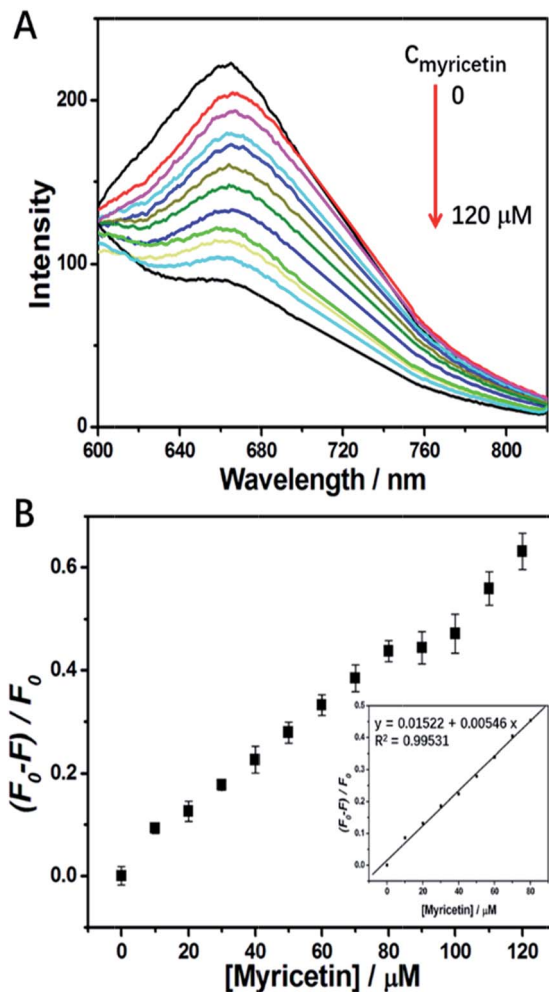 A
C myricetin
0
120 μM
200
100
0
Intensity
600 640 680 720 760 800
Wavelength / nm
B
0.6
0.4
0.2
0.0
(F0-F) / F0
0 20 40 60 80 100 120
[Myricetin] / μM
0.5
0.4
0.3
0.2
0.1
0.0
(F0-F) / F0
y = 0.01522 + 0.00546 x
R² = 0.99531
0 20 40 60 80
[Myricetin] / μM